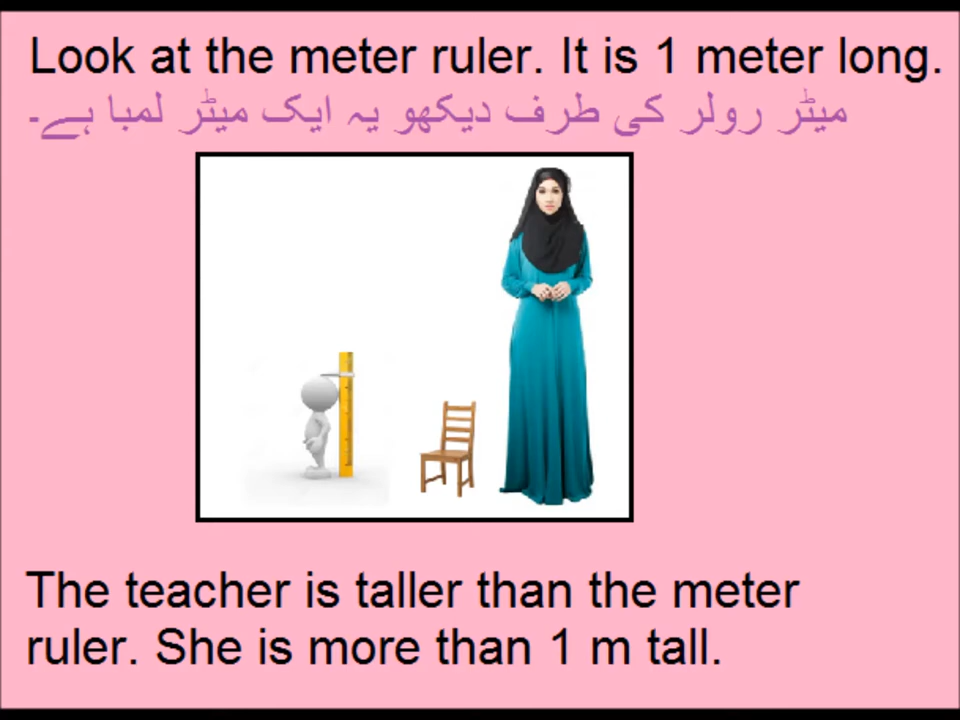 Look at the meter ruler. It is 1 meter long.
میٹر رولر کی طرف دیکھو یہ ایک میٹر لمبا ہے۔
The teacher is taller than the meter
ruler. She is more than 1 m tall.